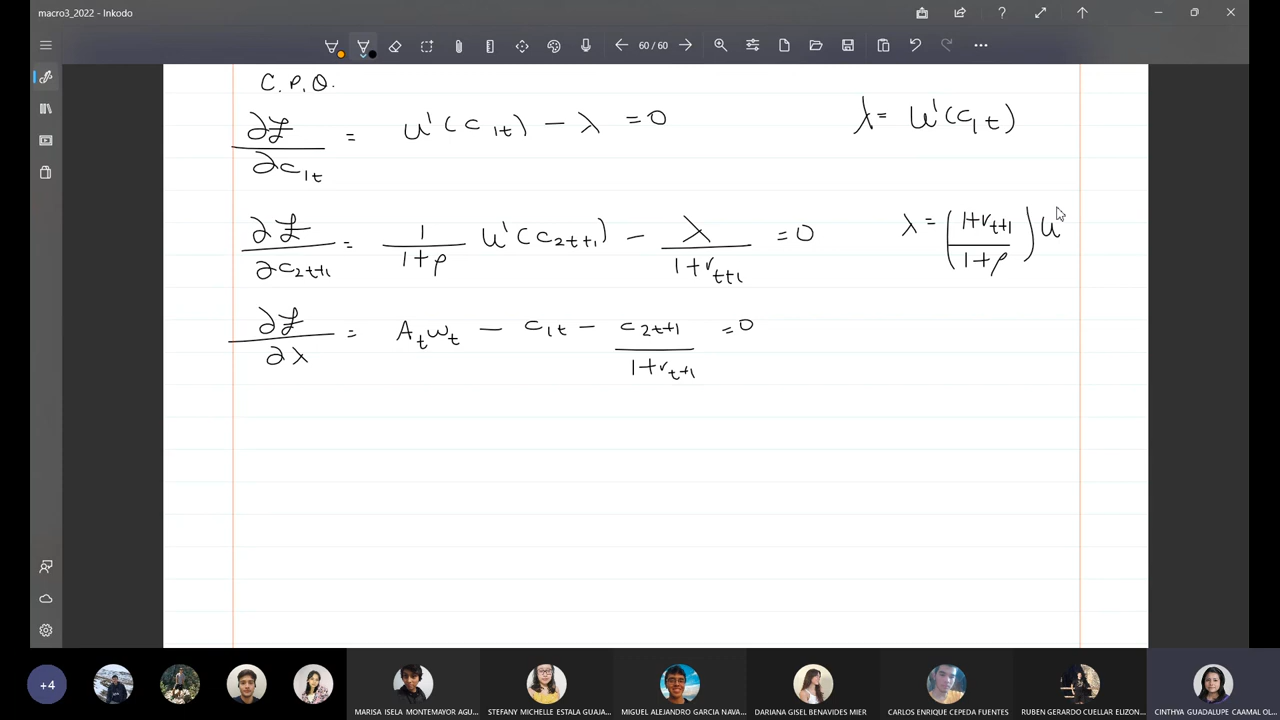 macro3_2022 - Inkodo
60 / 60
C.P.O.
∂ℒ/∂c₁ₜ = u'(c₁ₜ) − λ = 0
λ = u'(c₁ₜ)
∂ℒ/∂c₂ₜ₊₁ = 1/(1+ρ) u'(c₂ₜ₊₁) − λ/(1+rₜ₊₁) = 0
λ = ((1+rₜ₊₁)/(1+ρ)) u'
∂ℒ/∂λ = Aₜwₜ − c₁ₜ − c₂ₜ₊₁/(1+rₜ₊₁) = 0
+4
MARISA ISELA MONTEMAYOR AGU...
STEFANY MICHELLE ESTALA GUAJA...
MIGUEL ALEJANDRO GARCIA NAVA...
DARIANA GISEL BENAVIDES MIER
CARLOS ENRIQUE CEPEDA FUENTES
RUBEN GERARDO CUELLAR ELIZON...
CINTHYA GUADALUPE CAAMAL OL...